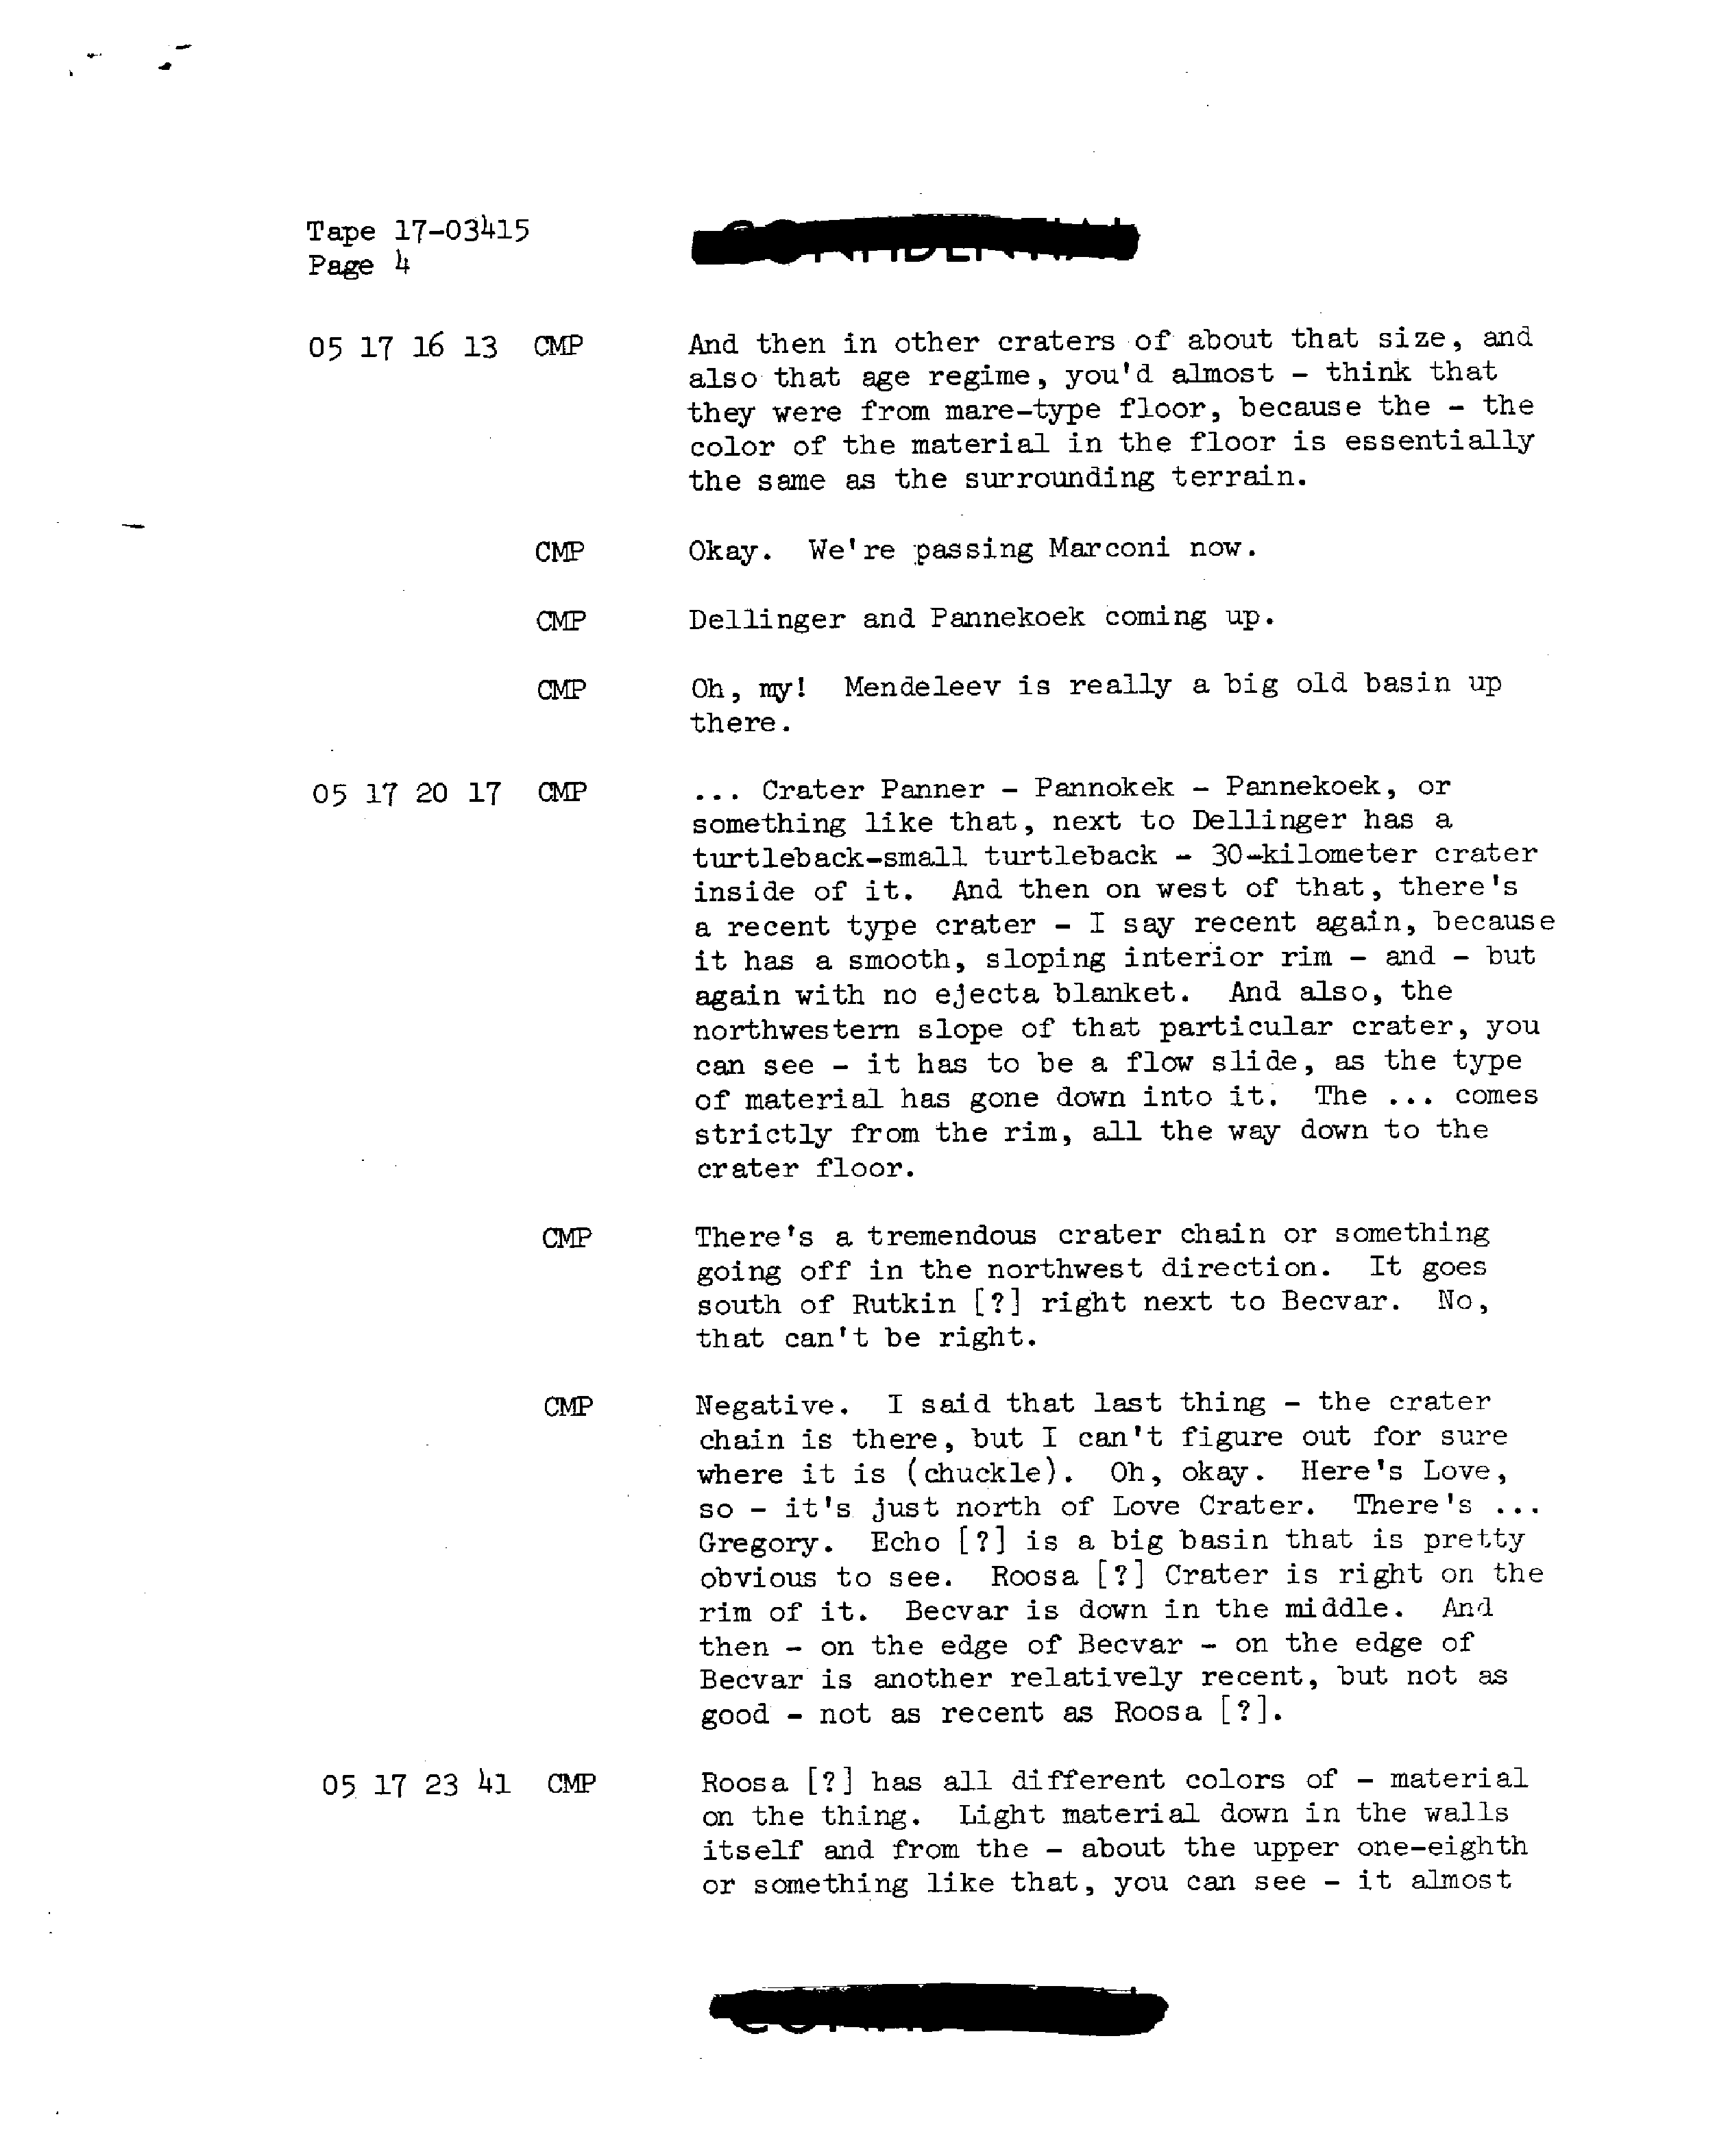 Tape 17-03415
Page 4
05 17 16 13 CMP And then in other craters of about that size, and
also that age regime, you'd almost - think that
they were from mare-type floor, because the - the
color of the material in the floor is essentially
the same as the surrounding terrain.
CMP Okay. We're passing Marconi now.
CMP Dellinger and Pannekoek coming up.
CMP Oh, my! Mendeleev is really a big old basin up
there.
05 17 20 17 CMP ... Crater Panner - Pannokek - Pannekoek, or
something like that, next to Dellinger has a
turtleback-small turtleback - 30-kilometer crater
inside of it. And then on west of that, there's
a recent type crater - I say recent again, because
it has a smooth, sloping interior rim - and - but
again with no ejecta blanket. And also, the
northwestern slope of that particular crater, you
can see - it has to be a flow slide, as the type
of material has gone down into it. The ... comes
strictly from the rim, all the way down to the
crater floor.
CMP There's a tremendous crater chain or something
going off in the northwest direction. It goes
south of Rutkin [?] right next to Becvar. No,
that can't be right.
CMP Negative. I said that last thing - the crater
chain is there, but I can't figure out for sure
where it is (chuckle). Oh, okay. Here's Love,
so - it's just north of Love Crater. There's ...
Gregory. Echo [?] is a big basin that is pretty
obvious to see. Roosa [?] Crater is right on the
rim of it. Becvar is down in the middle. And
then - on the edge of Becvar - on the edge of
Becvar is another relatively recent, but not as
good - not as recent as Roosa [?].
05 17 23 41 CMP Roosa [?] has all different colors of - material
on the thing. Light material down in the walls
itself and from the - about the upper one-eighth
or something like that, you can see - it almost